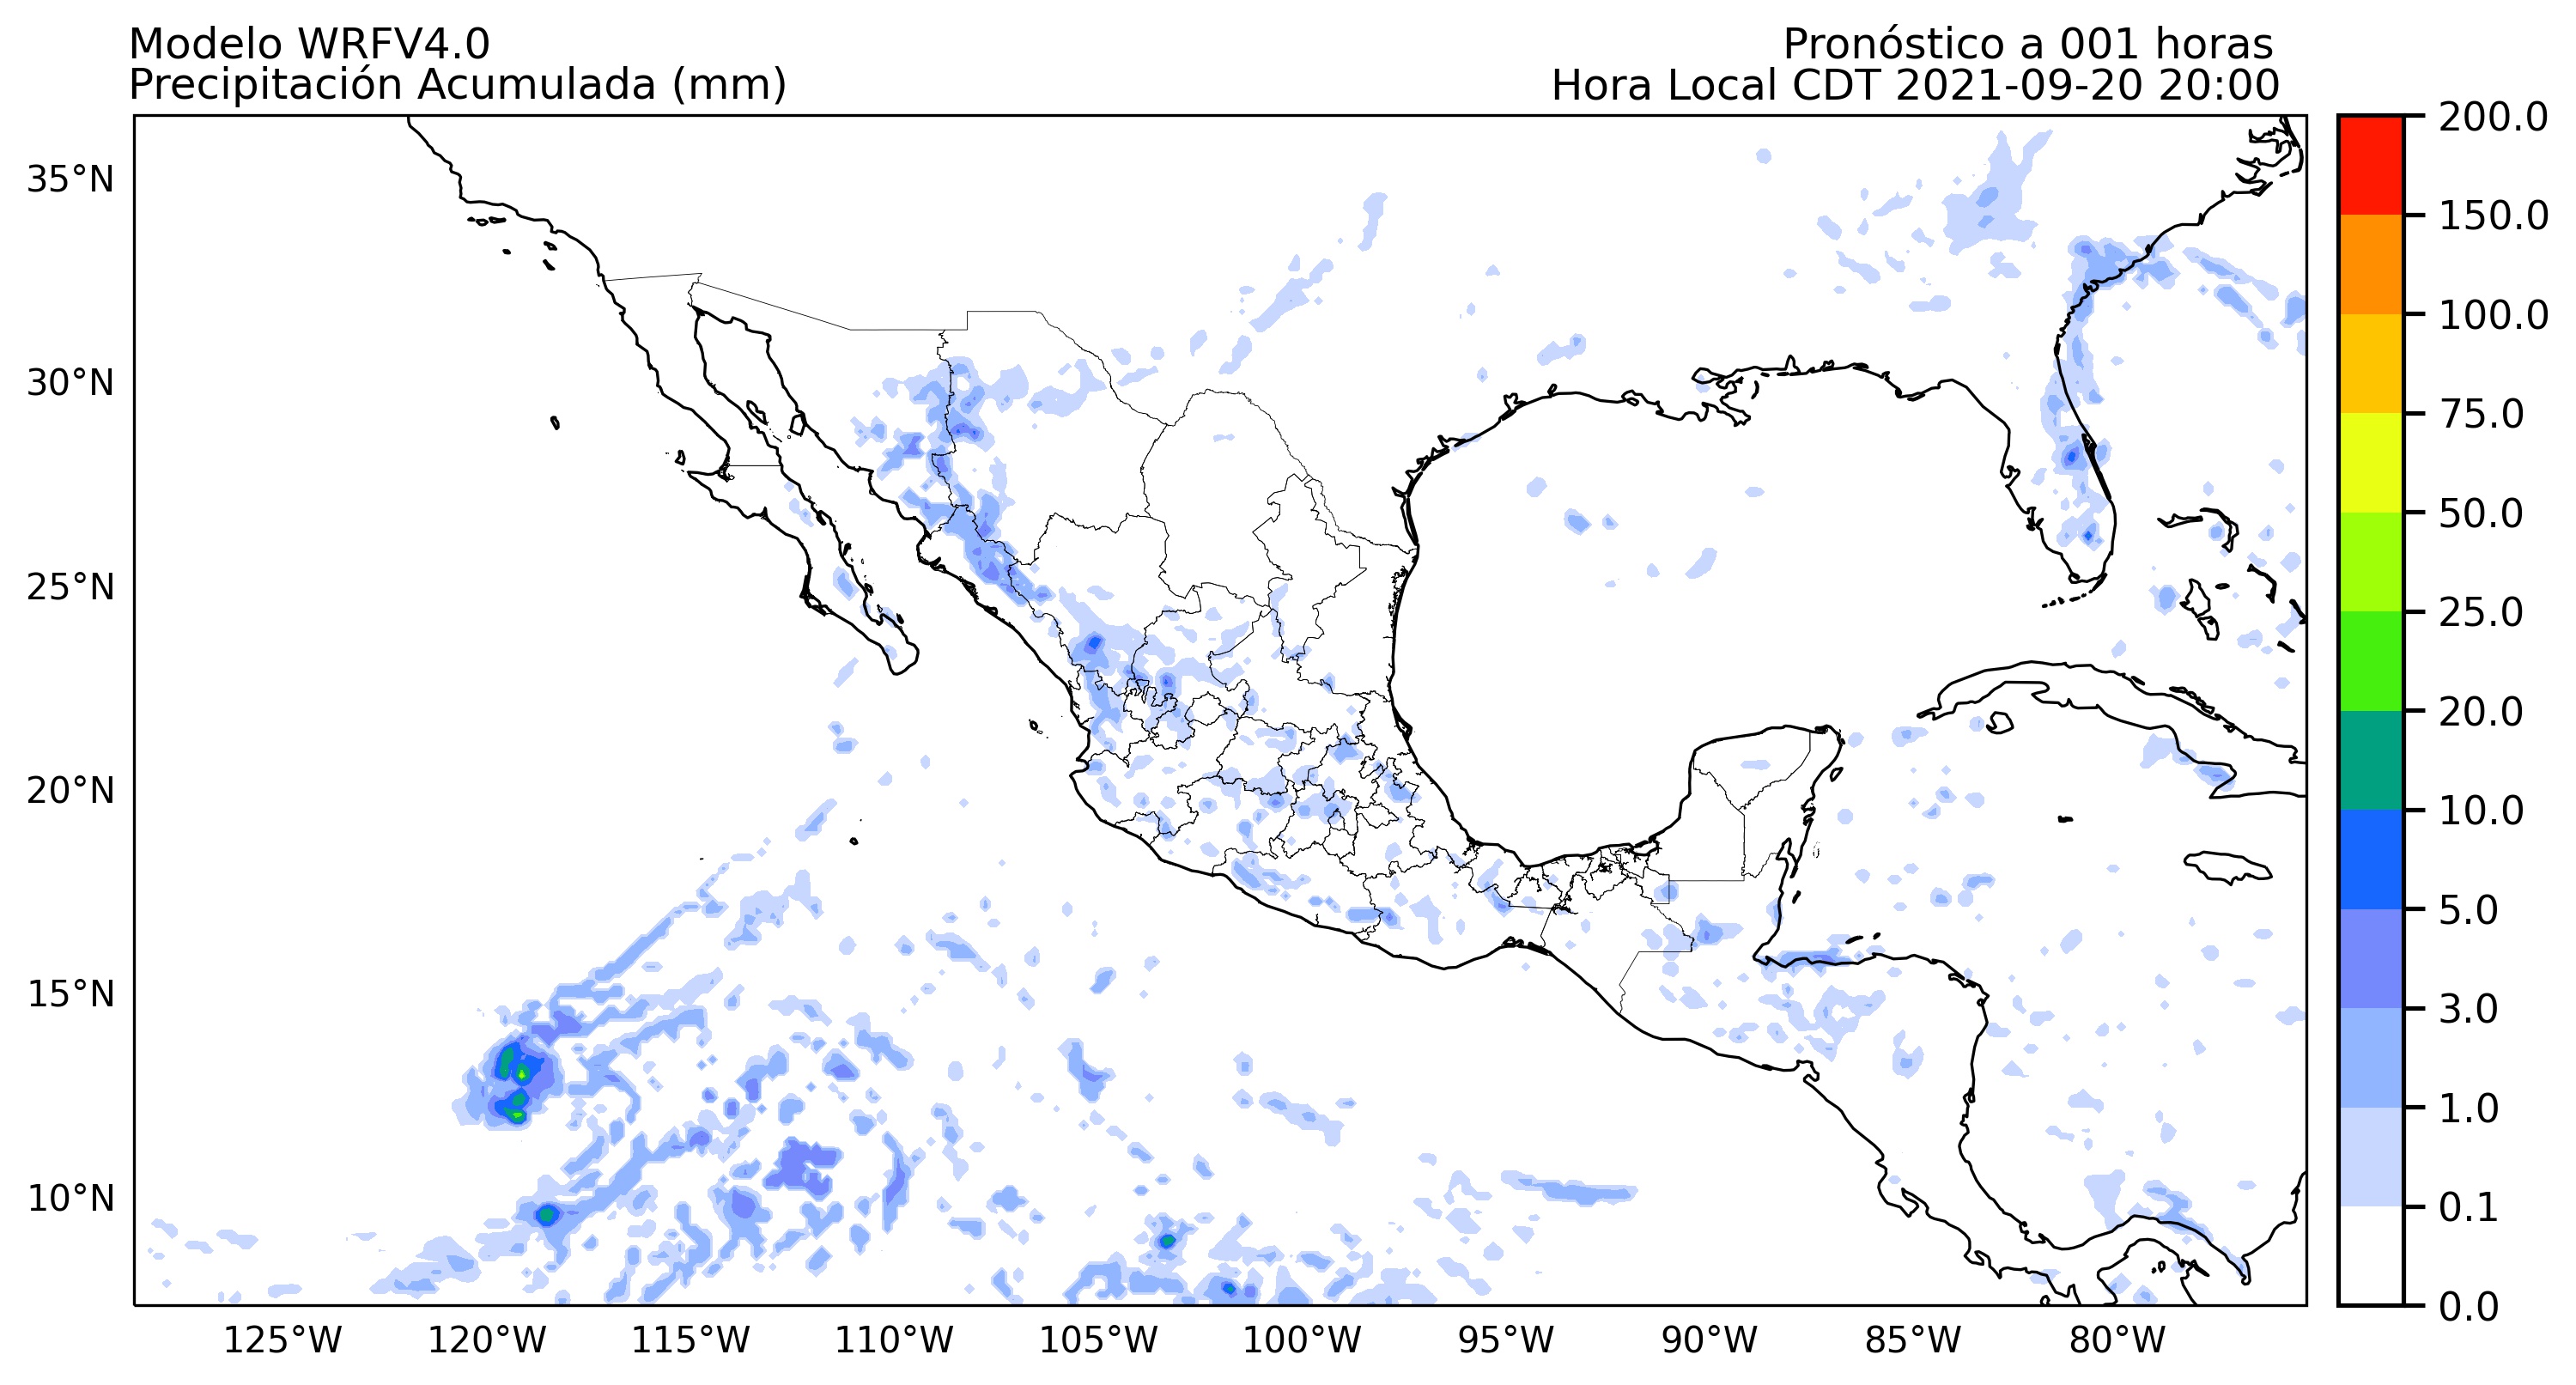 Modelo WRFV4.0
Precipitación Acumulada (mm)
Pronóstico a 001 horas
Hora Local CDT 2021-09-20 20:00
35°N
30°N
25°N
20°N
15°N
10°N
125°W
120°W
115°W
110°W
105°W
100°W
95°W
90°W
85°W
80°W
200.0
150.0
100.0
75.0
50.0
25.0
20.0
10.0
5.0
3.0
1.0
0.1
0.0